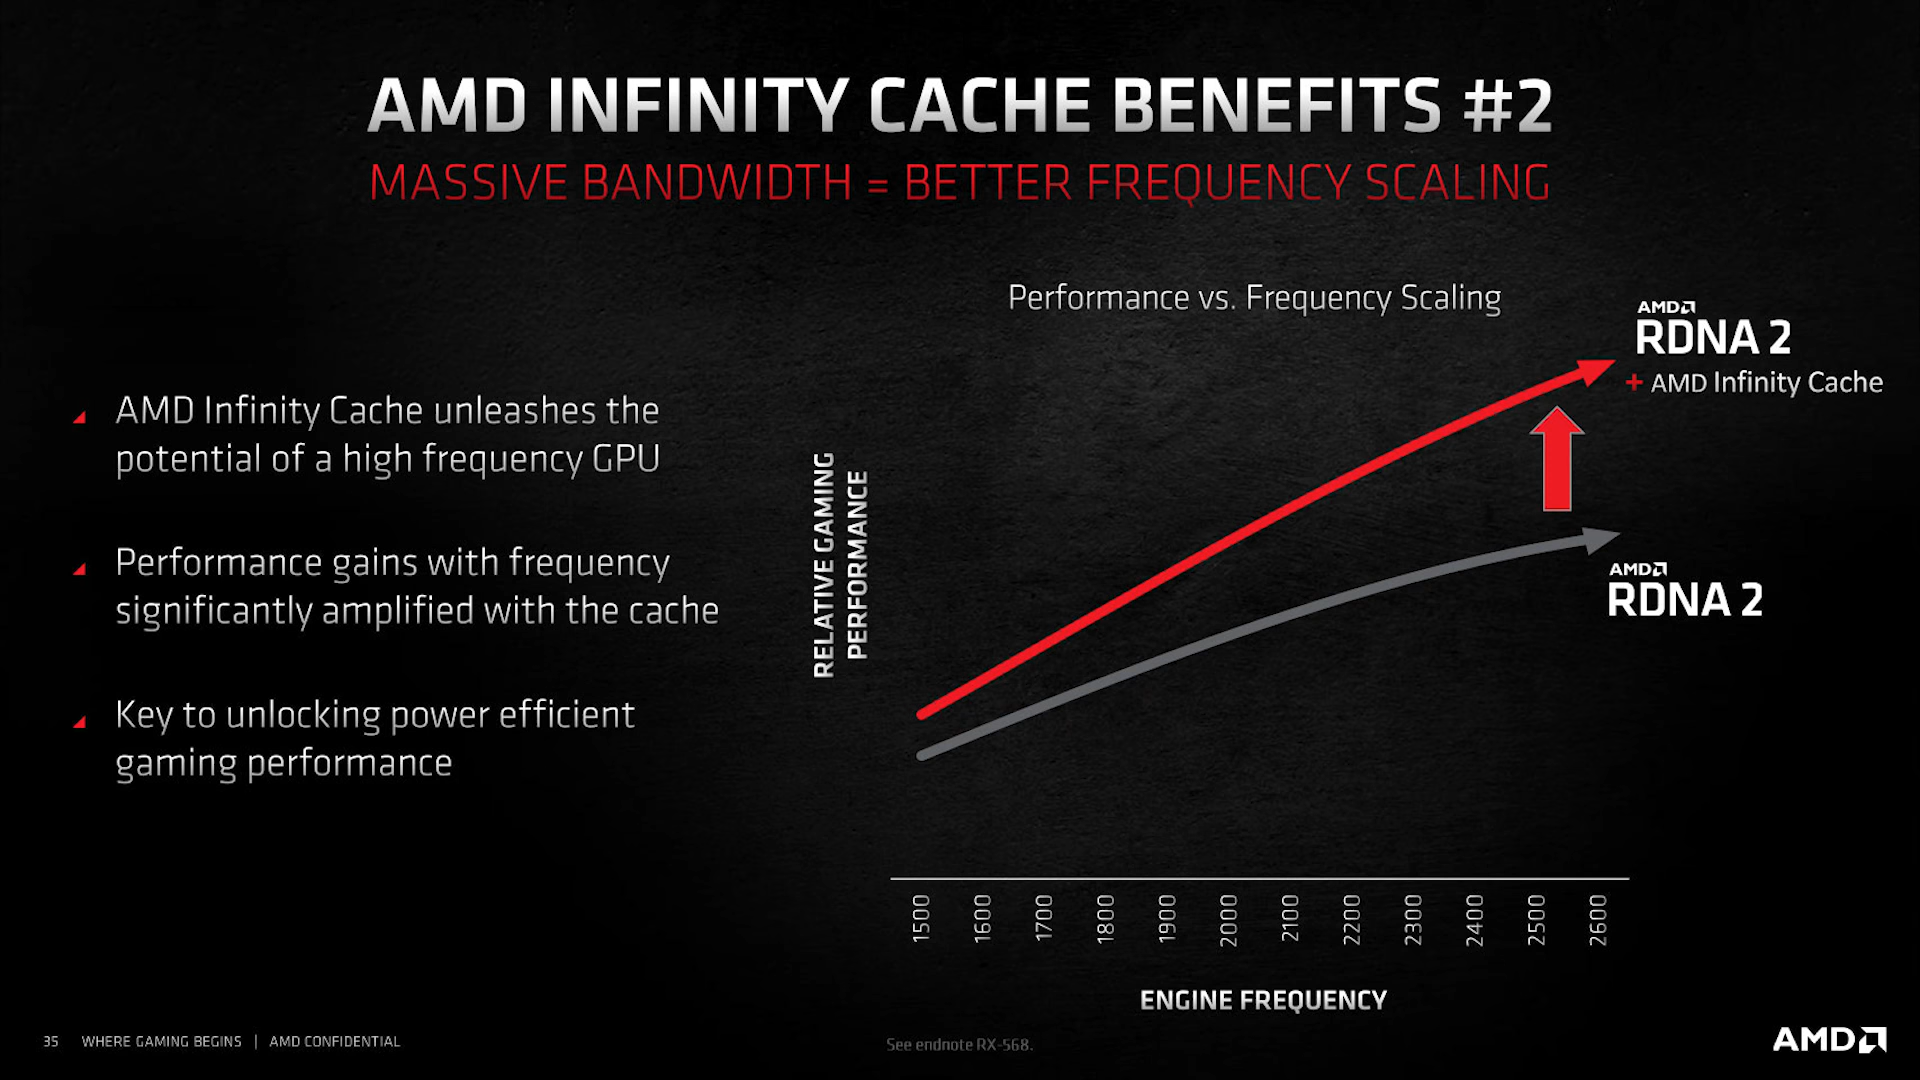 AMD INFINITY CACHE BENEFITS #2
MASSIVE BANDWIDTH = BETTER FREQUENCY SCALING
AMD Infinity Cache unleashes the
potential of a high frequency GPU
Performance gains with frequency
significantly amplified with the cache
Key to unlocking power efficient
gaming performance
Performance vs. Frequency Scaling
AMD
RDNA 2
+ AMD Infinity Cache
AMD
RDNA 2
RELATIVE GAMING
PERFORMANCE
1500 1600 1700 1800 1900 2000 2100 2200 2300 2400 2500 2600
ENGINE FREQUENCY
35 WHERE GAMING BEGINS | AMD CONFIDENTIAL
See endnote RX-568.
AMD